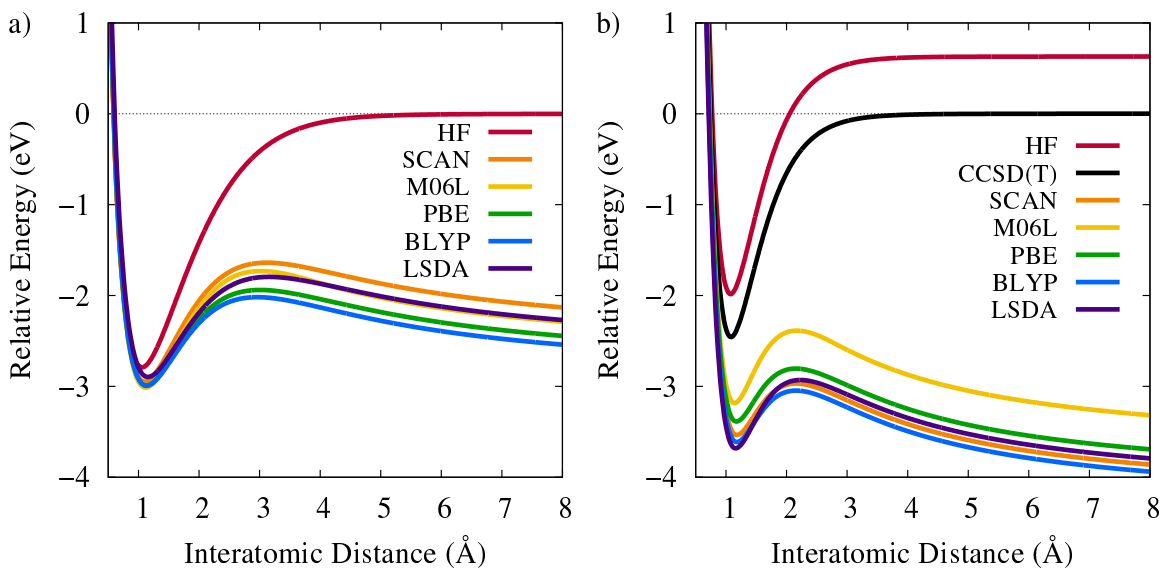 a)
Relative Energy (eV)
1
0
−1
−2
−3
−4
HF
SCAN
M06L
PBE
BLYP
LSDA
1 2 3 4 5 6 7 8
Interatomic Distance (Å)
b)
Relative Energy (eV)
1
0
−1
−2
−3
−4
HF
CCSD(T)
SCAN
M06L
PBE
BLYP
LSDA
1 2 3 4 5 6 7 8
Interatomic Distance (Å)